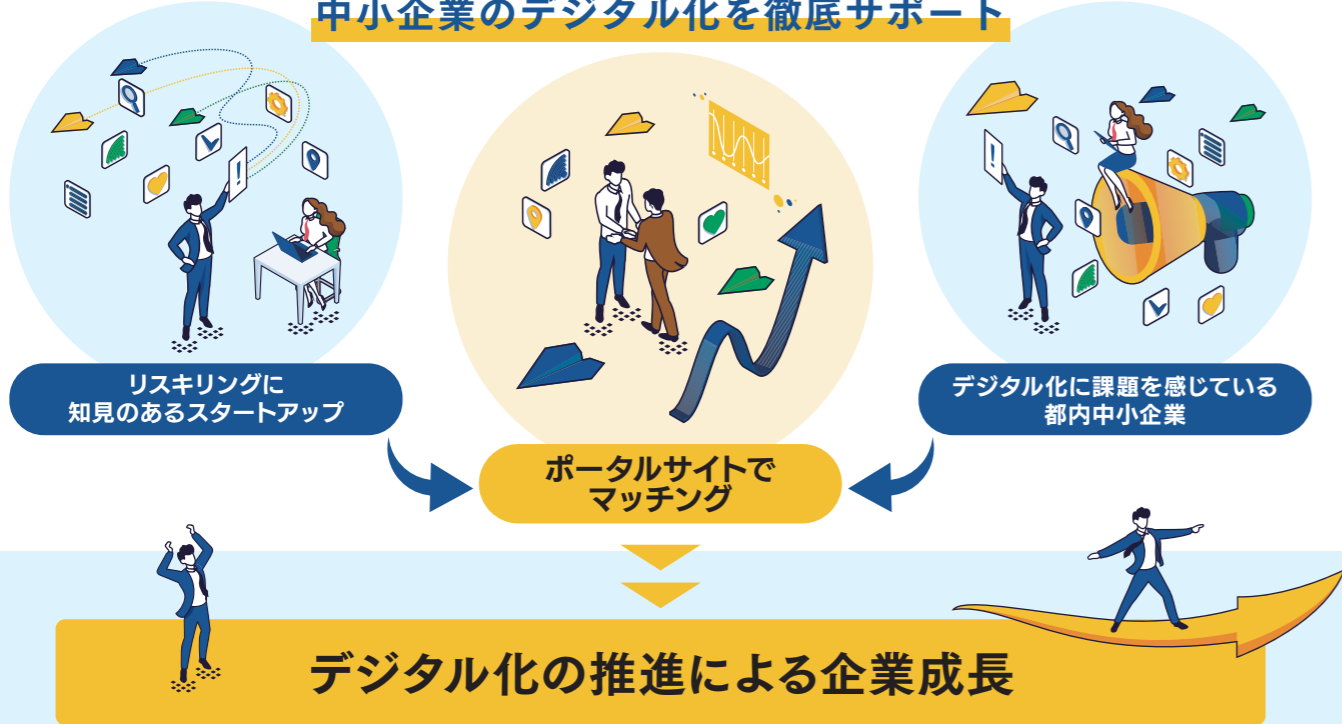 中小企業のデジタル化を徹底サポート
リスキリングに
知見のあるスタートアップ
デジタル化に課題を感じている
都内中小企業
ポータルサイトで
マッチング
デジタル化の推進による企業成長